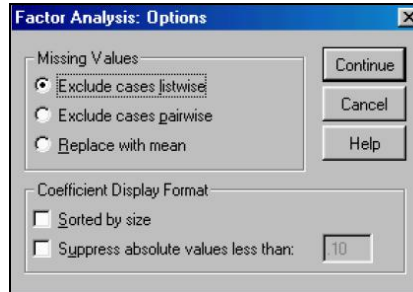 Factor Analysis: Options
Missing Values
Exclude cases listwise
Exclude cases pairwise
Replace with mean
Continue
Cancel
Help
Coefficient Display Format
Sorted by size
Suppress absolute values less than: .10